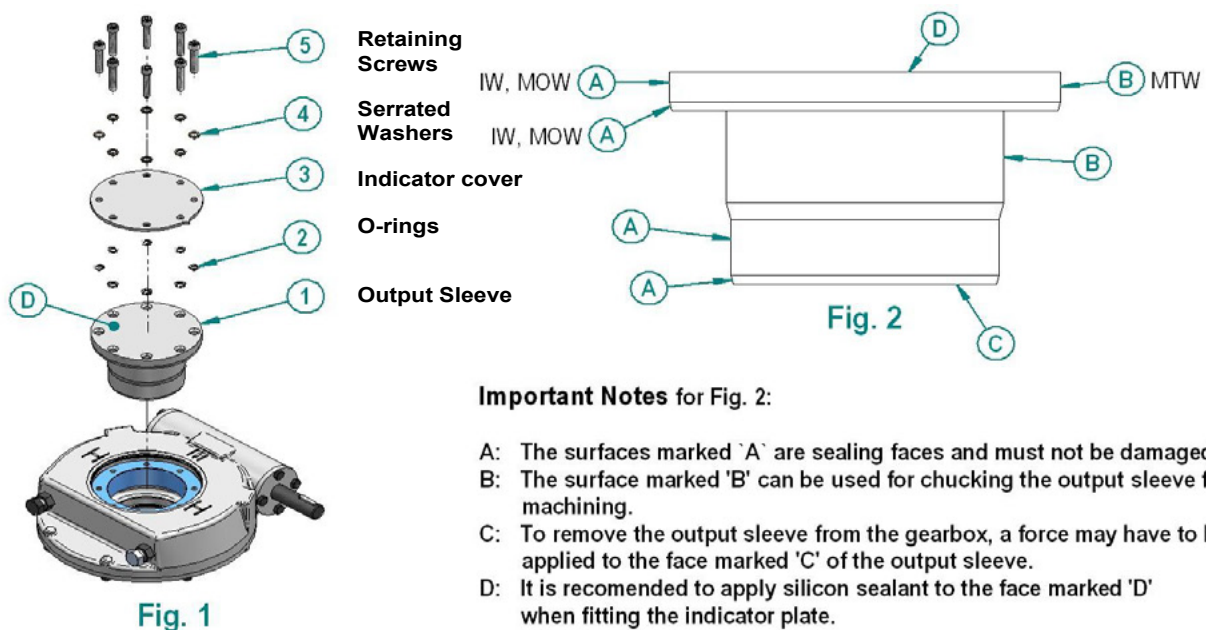 5
Retaining
Screws
4
Serrated
Washers
3
Indicator cover
2
O-rings
D
1
Output Sleeve
Fig. 1
D
IW, MOW A
B MTW
IW, MOW A
B
A
A
Fig. 2
C
Important Notes for Fig. 2:
A: The surfaces marked `A` are sealing faces and must not be damaged
B: The surface marked 'B' can be used for chucking the output sleeve f
machining.
C: To remove the output sleeve from the gearbox, a force may have to
applied to the face marked 'C' of the output sleeve.
D: It is recomended to apply silicon sealant to the face marked 'D'
when fitting the indicator plate.